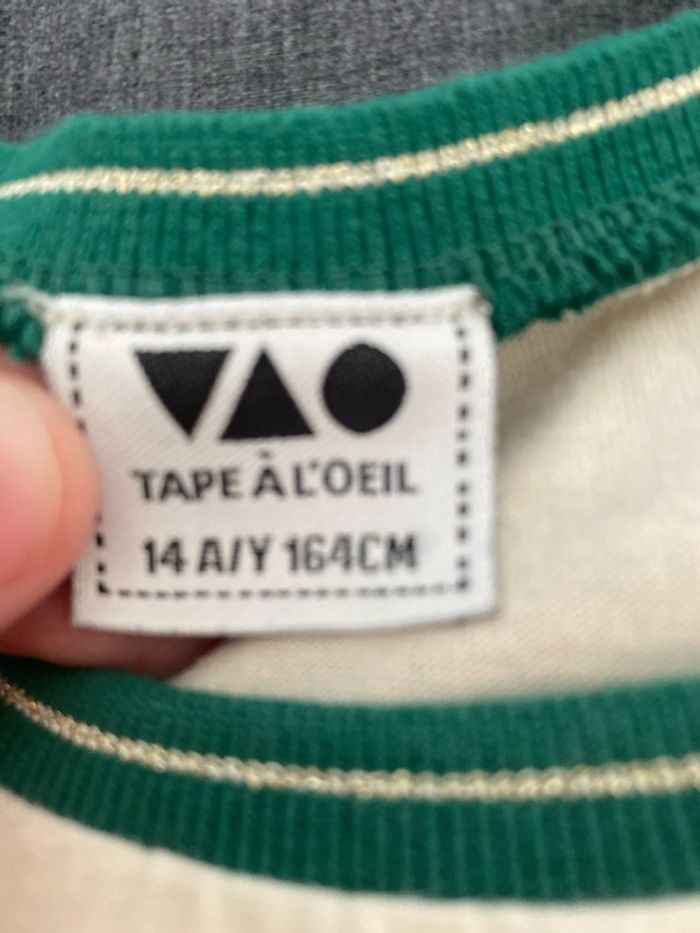 TAPE À L'OEIL
14 A/Y 164CM